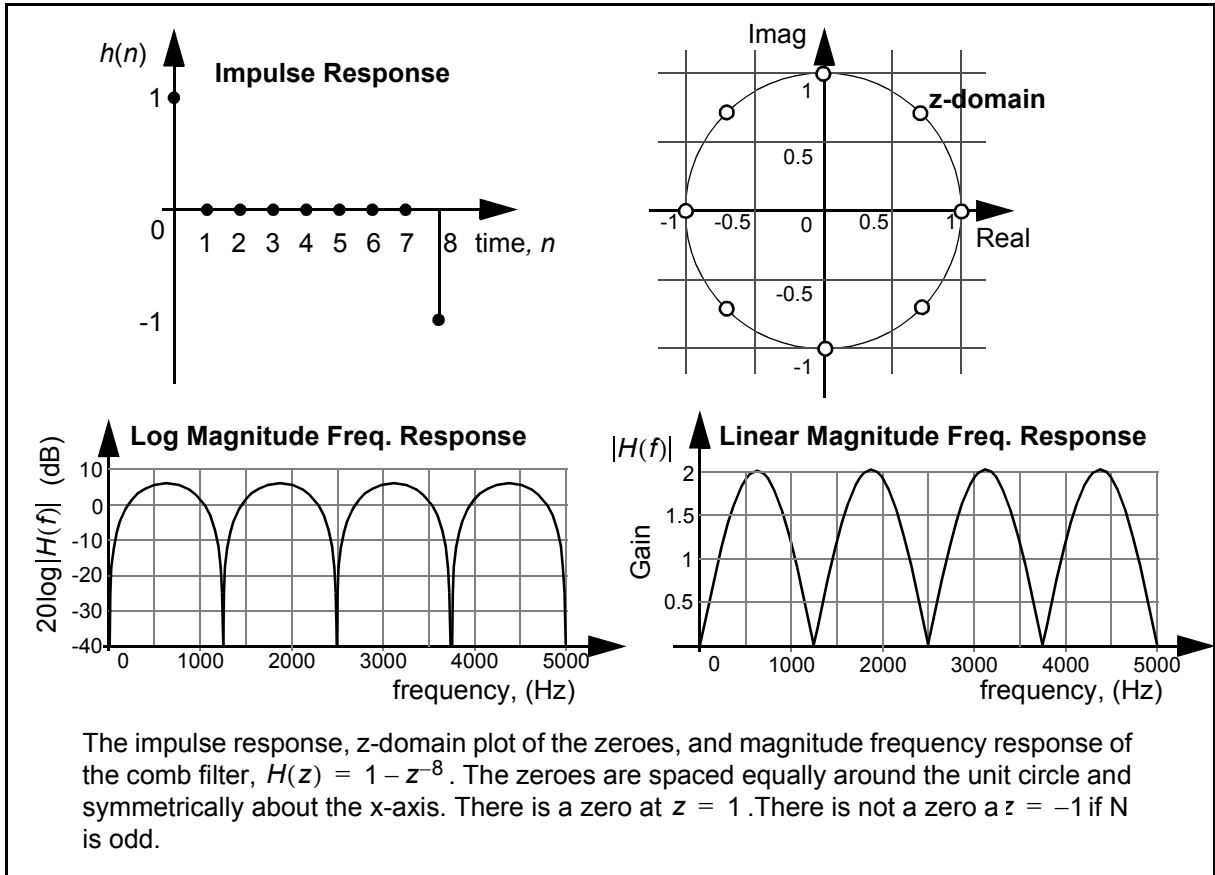 h(n)
Impulse Response
1
0
1 2 3 4 5 6 7 8 time, n
-1
Imag
z-domain
1
0.5
-1 -0.5 0 0.5 1
Real
-0.5
-1
Log Magnitude Freq. Response
20log|H(f)| (dB)
10
0
-10
-20
-30
-40
0 1000 2000 3000 4000 5000
frequency, (Hz)
Linear Magnitude Freq. Response
|H(f)|
Gain
2
1.5
1
0.5
0 1000 2000 3000 4000 5000
frequency, (Hz)
The impulse response, z-domain plot of the zeroes, and magnitude frequency response of
the comb filter, H(z) = 1 – z⁻⁸. The zeroes are spaced equally around the unit circle and
symmetrically about the x-axis. There is a zero at z = 1 .There is not a zero a z = −1 if N
is odd.